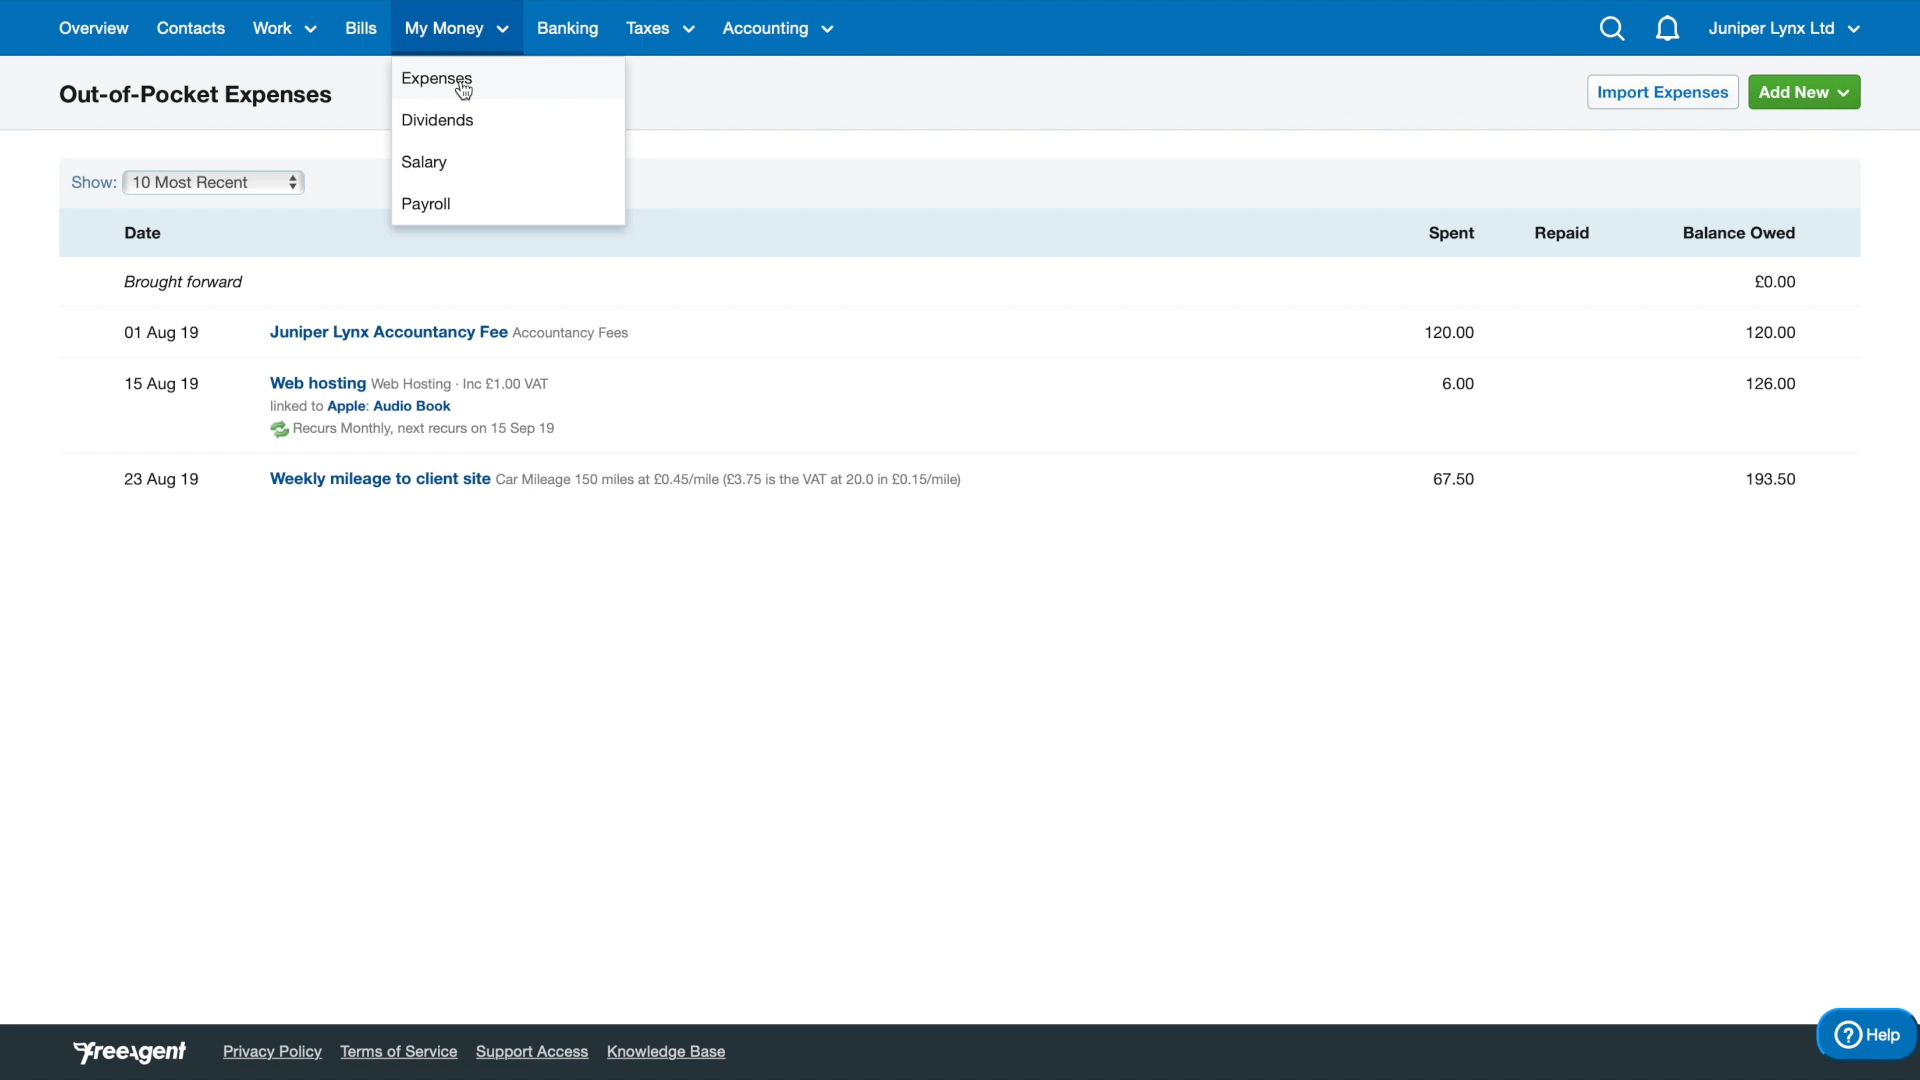 Overview Contacts Work Bills My Money Banking Taxes Accounting Juniper Lynx Ltd
Out-of-Pocket Expenses
Expenses
Dividends
Salary
Payroll
Import Expenses Add New
Show: 10 Most Recent
Date Spent Repaid Balance Owed
Brought forward £0.00
01 Aug 19 Juniper Lynx Accountancy Fee Accountancy Fees 120.00 120.00
15 Aug 19 Web hosting Web Hosting · Inc £1.00 VAT 6.00 126.00
linked to Apple: Audio Book
Recurs Monthly, next recurs on 15 Sep 19
23 Aug 19 Weekly mileage to client site Car Mileage 150 miles at £0.45/mile (£3.75 is the VAT at 20.0 in £0.15/mile) 67.50 193.50
freeagent Privacy Policy Terms of Service Support Access Knowledge Base
? Help